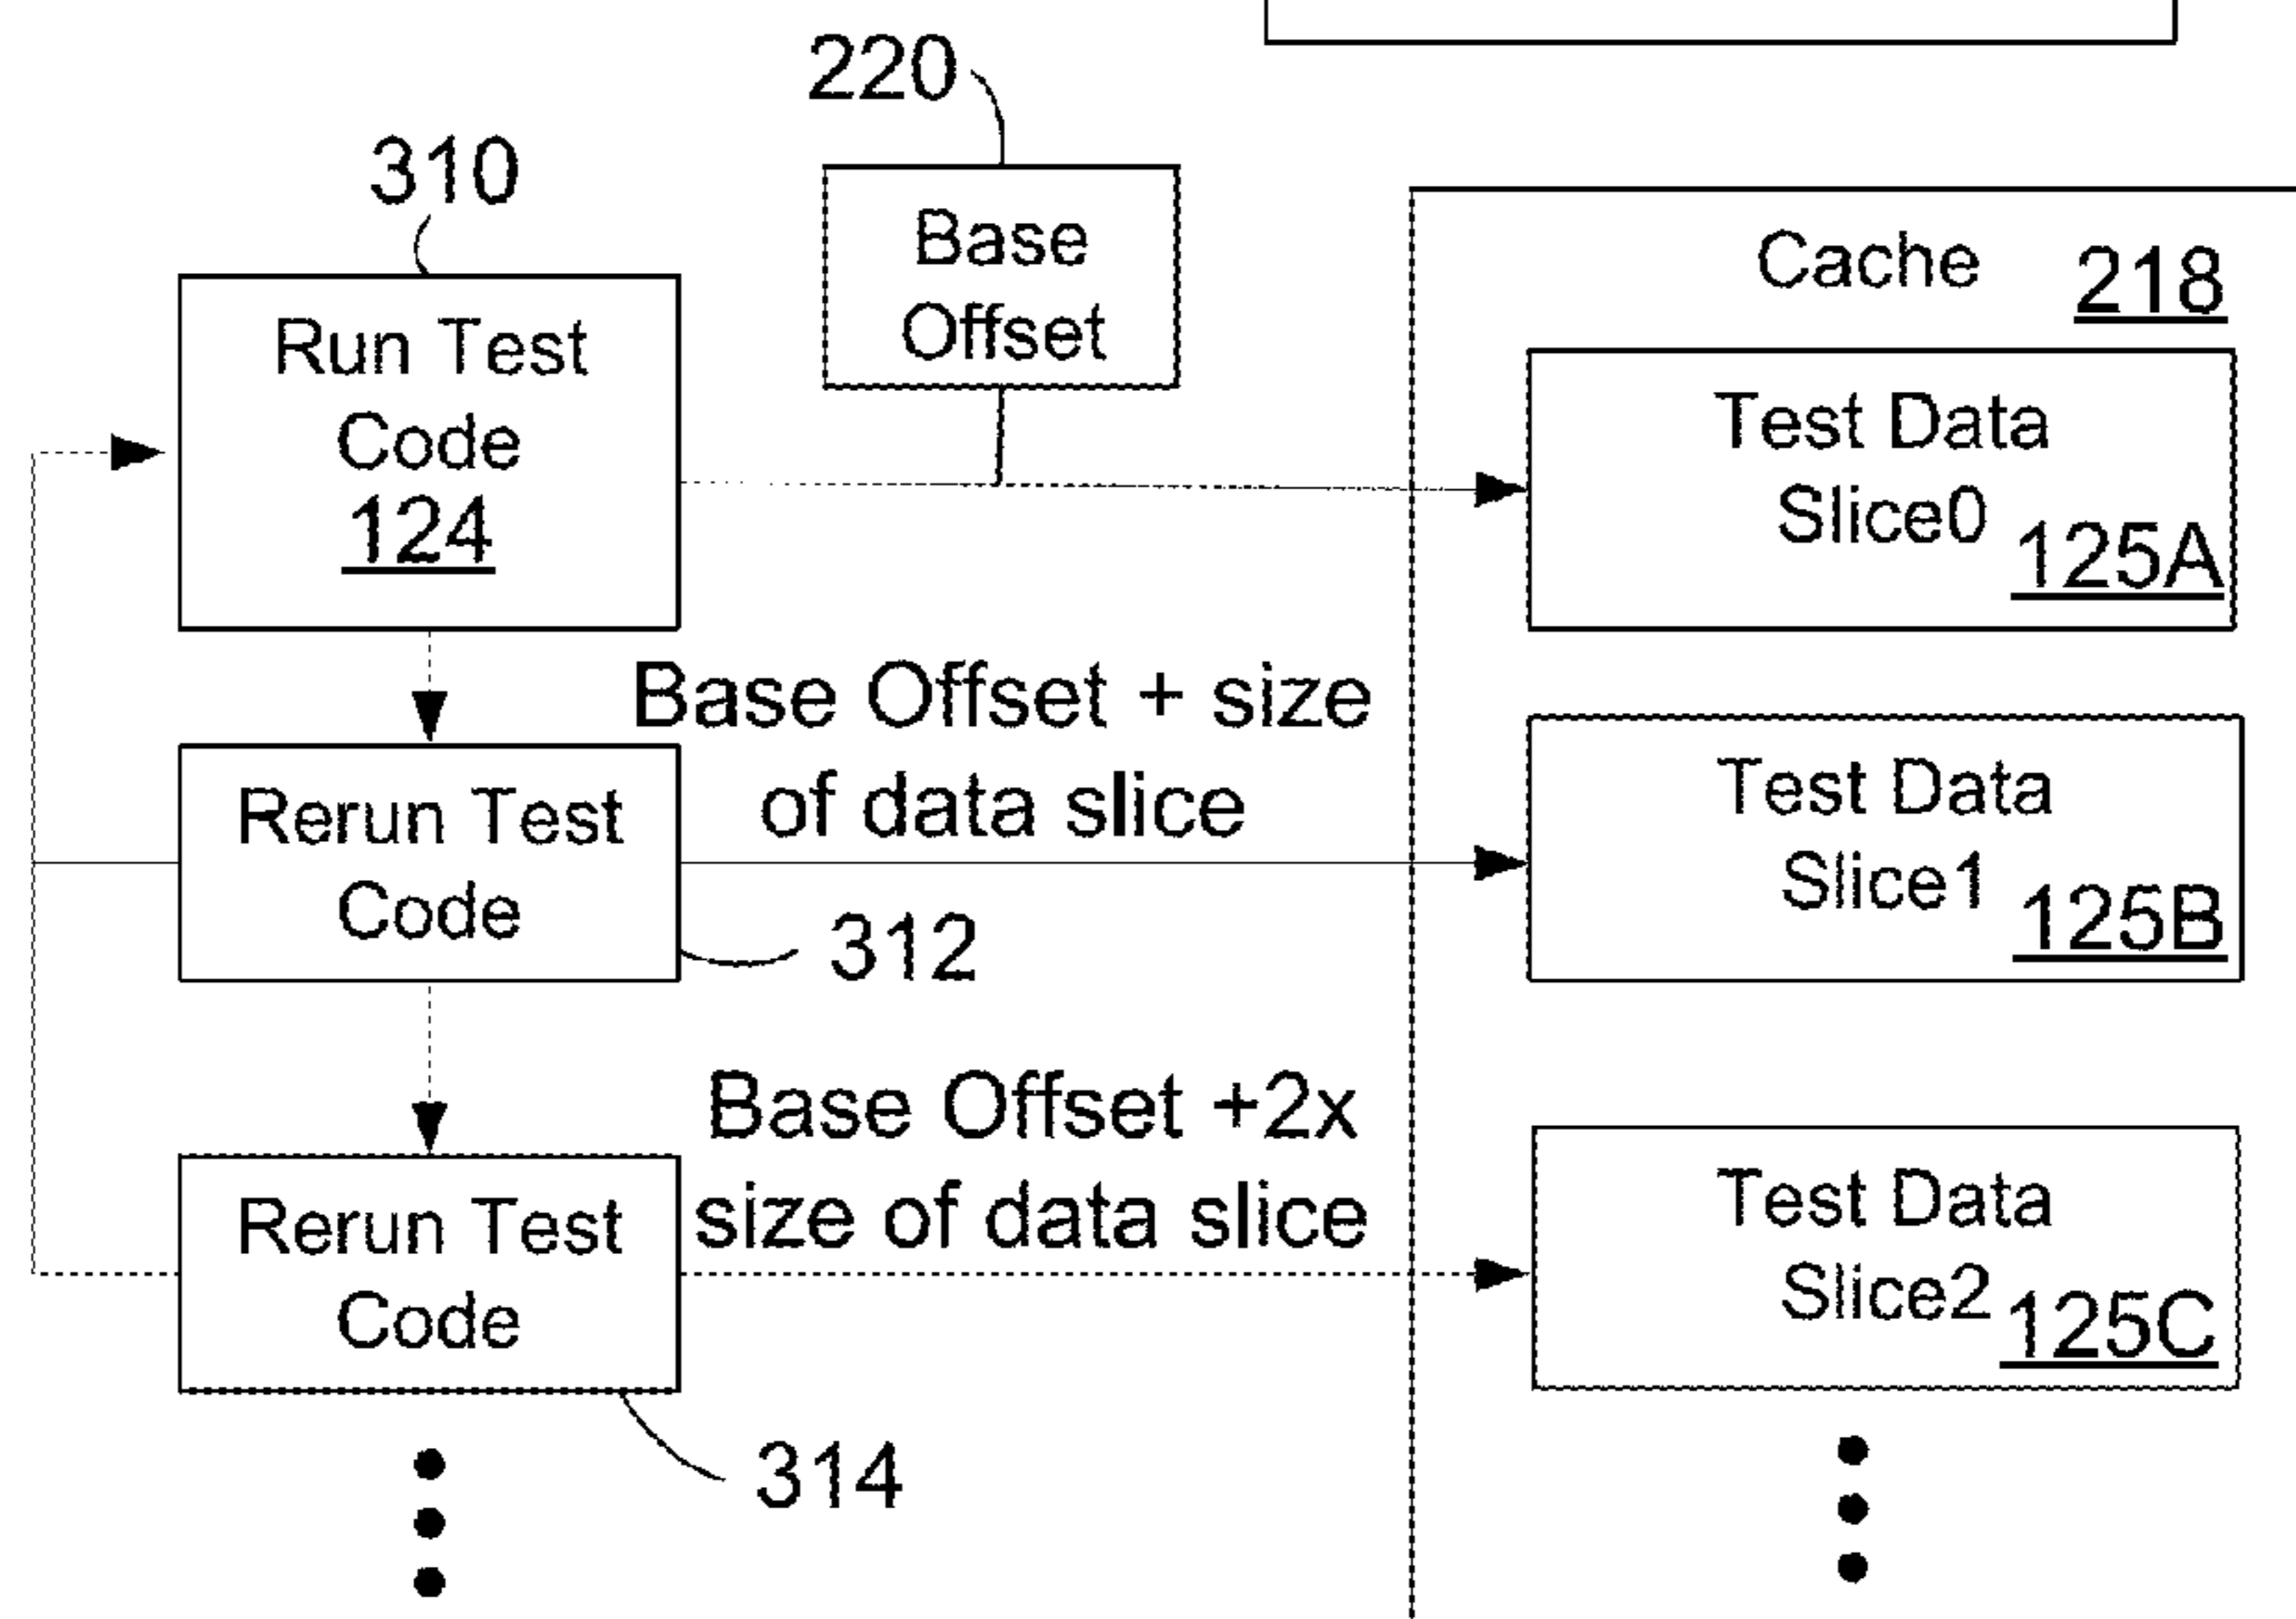 220
310
Base
Offset
Run Test
Code
124
Cache 218
Test Data
Slice0 125A
Base Offset + size
of data slice
Rerun Test
Code
312
Test Data
Slice1 125B
Base Offset +2x
size of data slice
Rerun Test
Code
314
Test Data
Slice2 125C